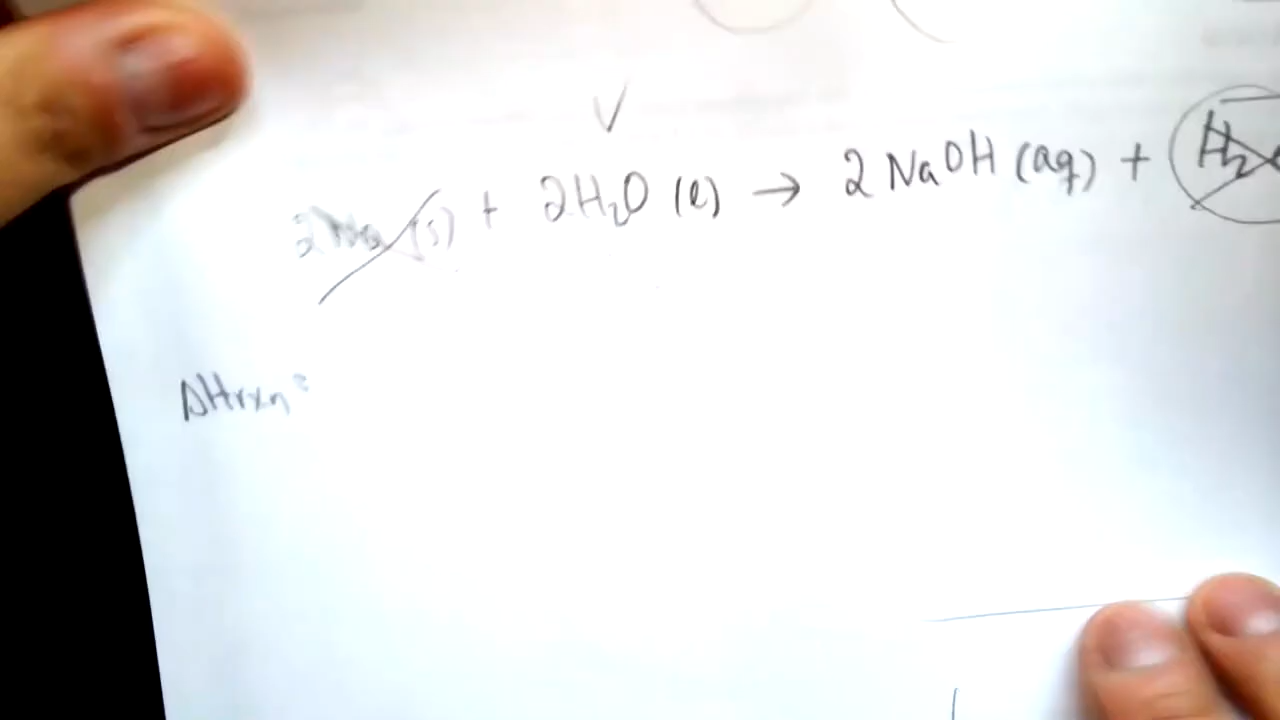 2Na (s) + 2H₂O (l) → 2 NaOH (aq) + H₂
ΔHrxn =